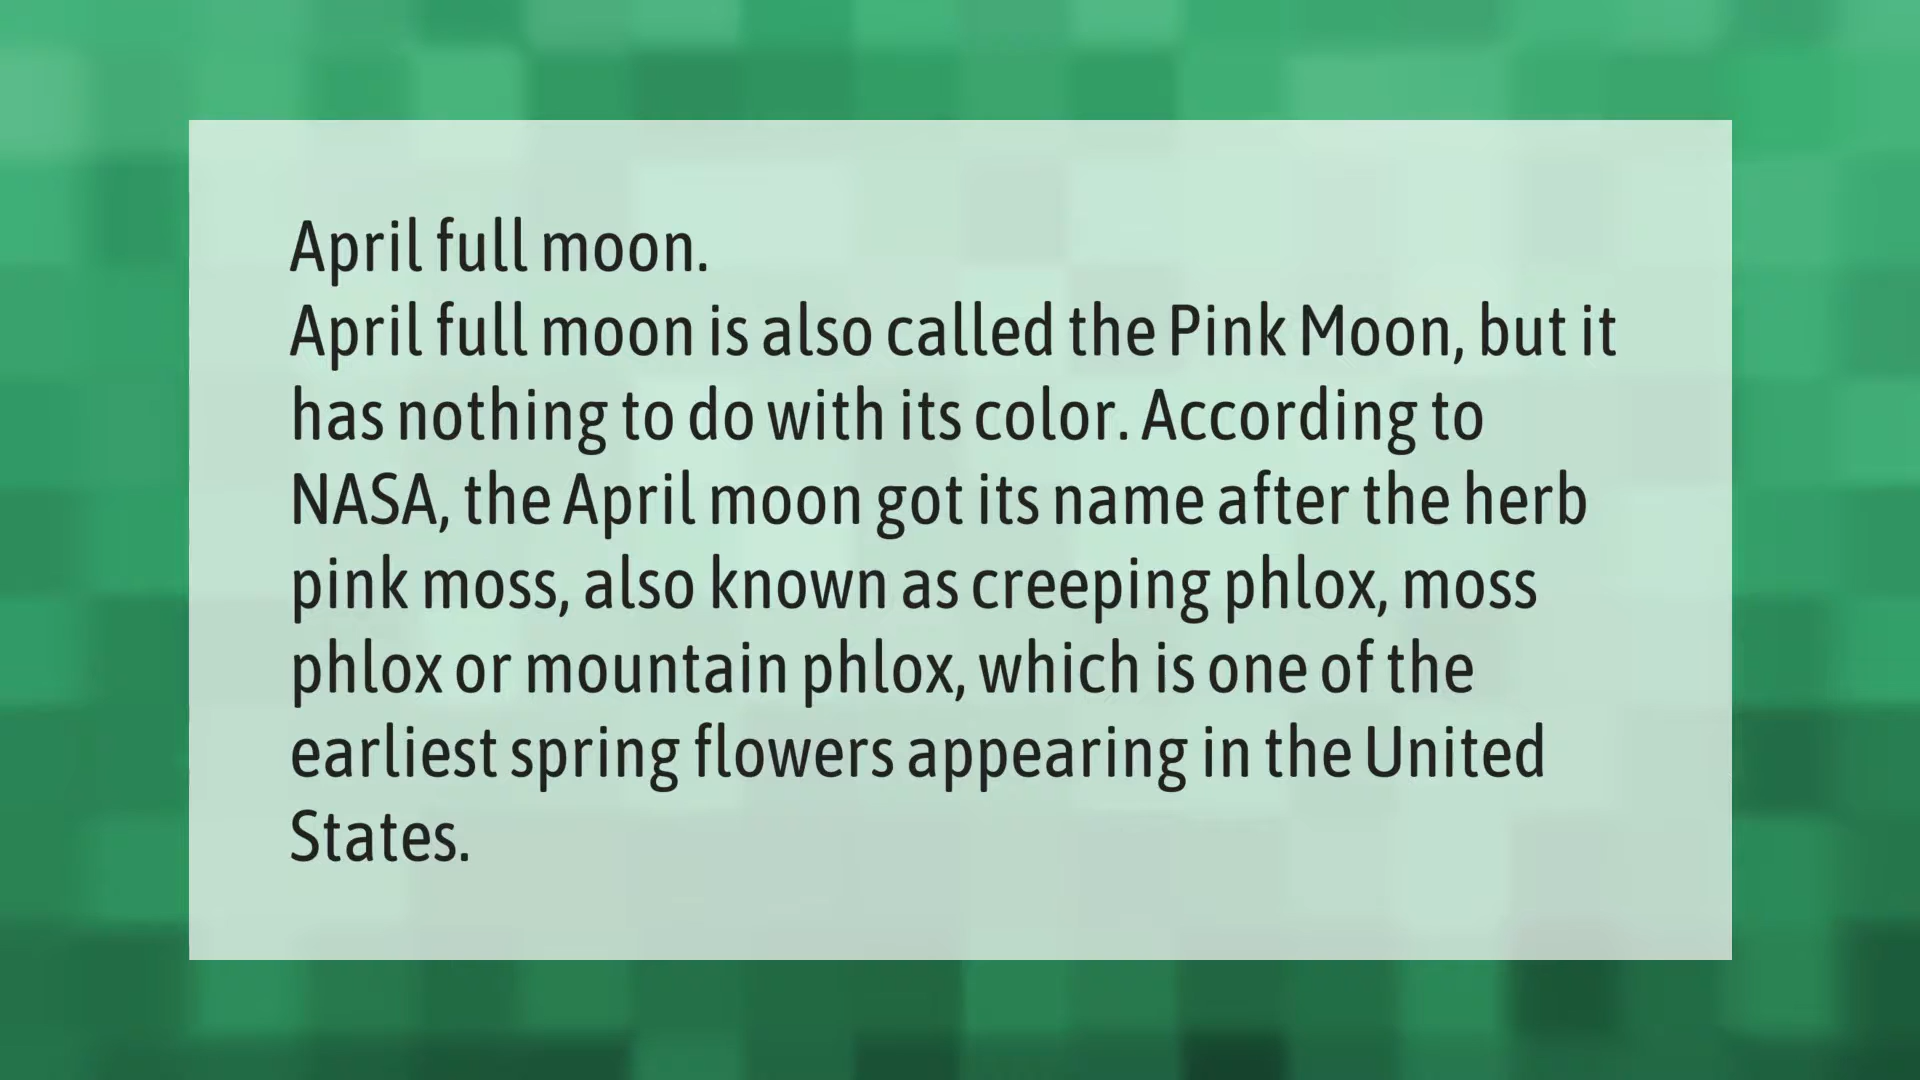 April full moon.
April full moon is also called the Pink Moon, but it
has nothing to do with its color. According to
NASA, the April moon got its name after the herb
pink moss, also known as creeping phlox, moss
phlox or mountain phlox, which is one of the
earliest spring flowers appearing in the United
States.